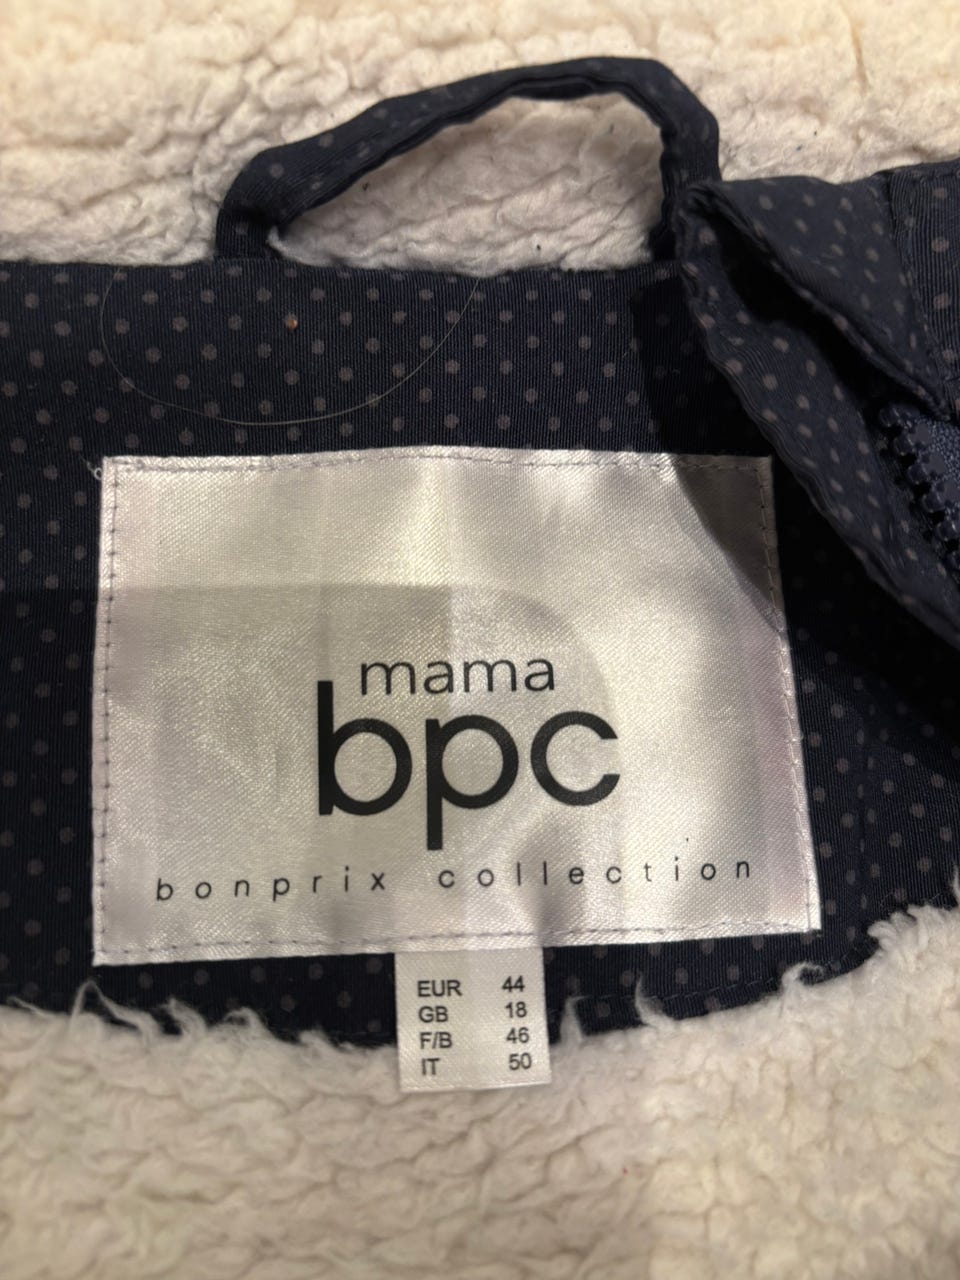 mama
bpc
bonprix collection
EUR 44
GB 18
F/B 46
IT 50